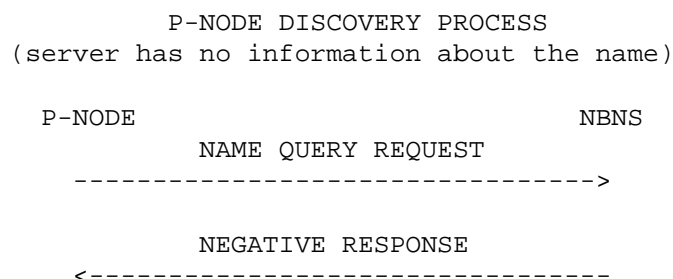 P-NODE DISCOVERY PROCESS
(server has no information about the name)
P-NODE NBNS
NAME QUERY REQUEST
--------------------------------->
NEGATIVE RESPONSE
<---------------------------------